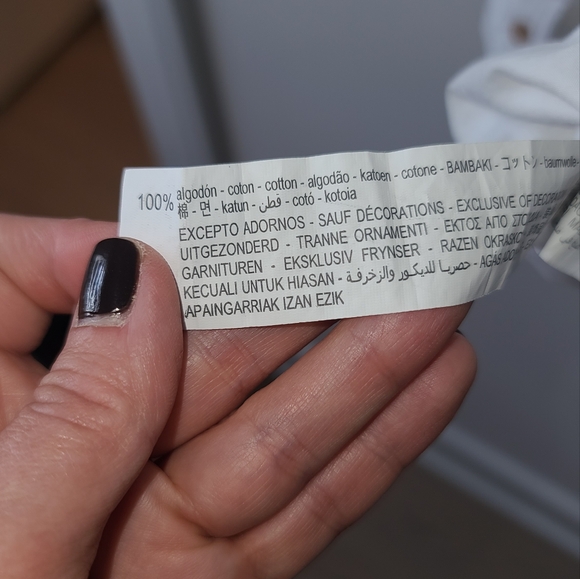 100% algodón - coton - cotton - algodão - katoen - cotone - BAMBAKI - コットン - baumwolle -
棉 - 면 - katun - قطن - cotó - kotoia
EXCEPTO ADORNOS - SAUF DÉCORATIONS - EXCLUSIVE OF
UITGEZONDERD - TRANNE ORNAMENTI - ΕΚΤΟΣ ΑΠΟ
GARNITUREN - EKSKLUSIV FRYNSER - RAZEN
KECUALI UNTUK HIASAN - حصريا للديكور والزخرفة -
APAINGARRIAK IZAN EZIK